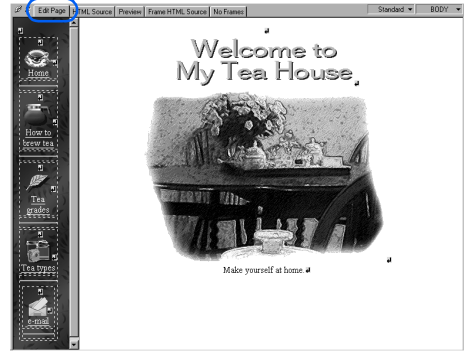 Edit Page HTML Source Preview Frame HTML Source No Frames Standard BODY
Welcome to
My Tea House
Home
How to
brew tea
Tea
grades
Tea types
e-mail
Make yourself at home.